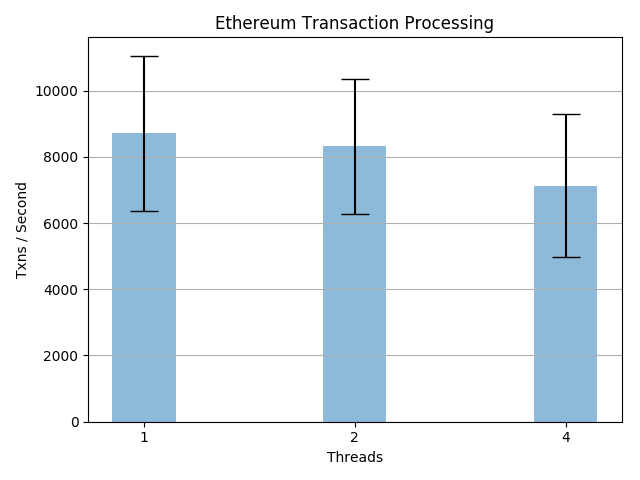 Ethereum Transaction Processing
10000
8000
6000
4000
2000
0
Txns / Second
1 2 4
Threads